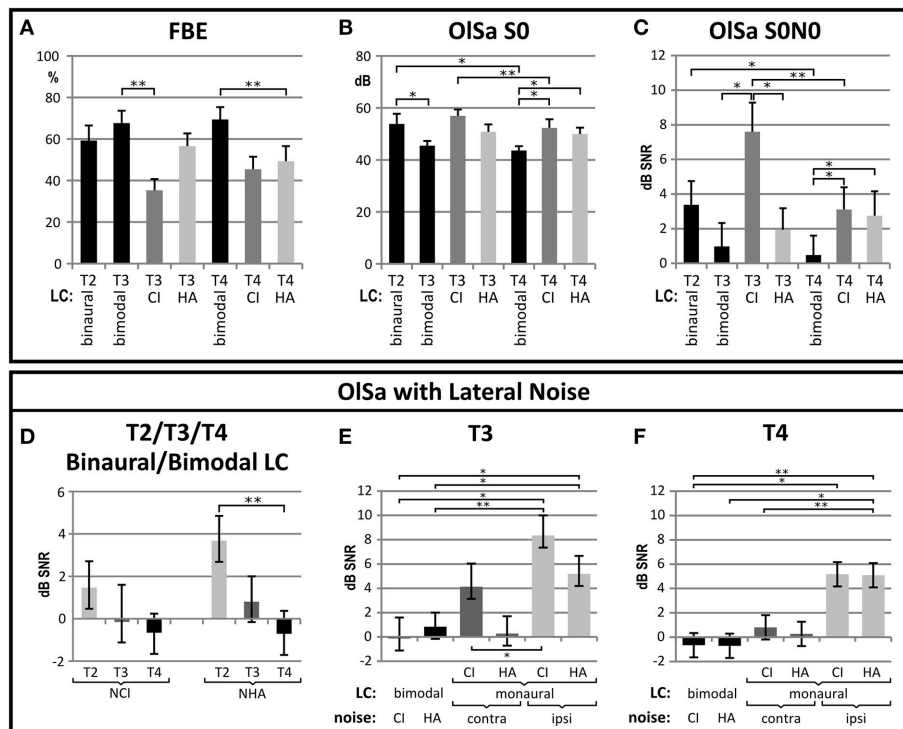 A FBE
100
%
80
60
40
20
0
** **
T2 T3 T3 T3 T4 T4 T4
LC: binaural bimodal CI HA bimodal CI HA
B OlSa S0
80
dB
60
40
20
0
* ** * * *
T2 T3 T3 T3 T4 T4 T4
LC: binaural bimodal CI HA bimodal CI HA
C OlSa S0N0
12
10
8
6
4
2
0
dB SNR
* ** * * * *
T2 T3 T3 T3 T4 T4 T4
LC: binaural bimodal CI HA bimodal CI HA
OlSa with Lateral Noise
D T2/T3/T4
Binaural/Bimodal LC
6
4
2
0
-2
dB SNR
**
T2 T3 T4 T2 T3 T4
NCI NHA
E T3
12
10
8
6
4
2
0
-2
dB SNR
*
*
*
**
*
CI HA CI HA
LC: bimodal monaural
contra ipsi
noise: CI HA
F T4
12
10
8
6
4
2
0
-2
dB SNR
**
*
*
**
CI HA CI HA
LC: bimodal monaural
noise: CI HA contra ipsi